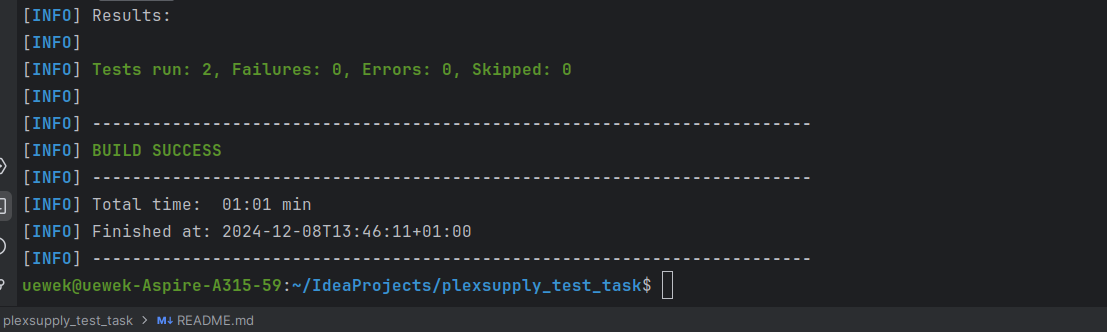 [INFO] Results:
[INFO]
[INFO] Tests run: 2, Failures: 0, Errors: 0, Skipped: 0
[INFO]
[INFO] ------------------------------------------------------------------------
[INFO] BUILD SUCCESS
[INFO] ------------------------------------------------------------------------
[INFO] Total time:  01:01 min
[INFO] Finished at: 2024-12-08T13:46:11+01:00
[INFO] ------------------------------------------------------------------------
uewek@uewek-Aspire-A315-59:~/IdeaProjects/plexsupply_test_task$
plexsupply_test_task > M↓ README.md